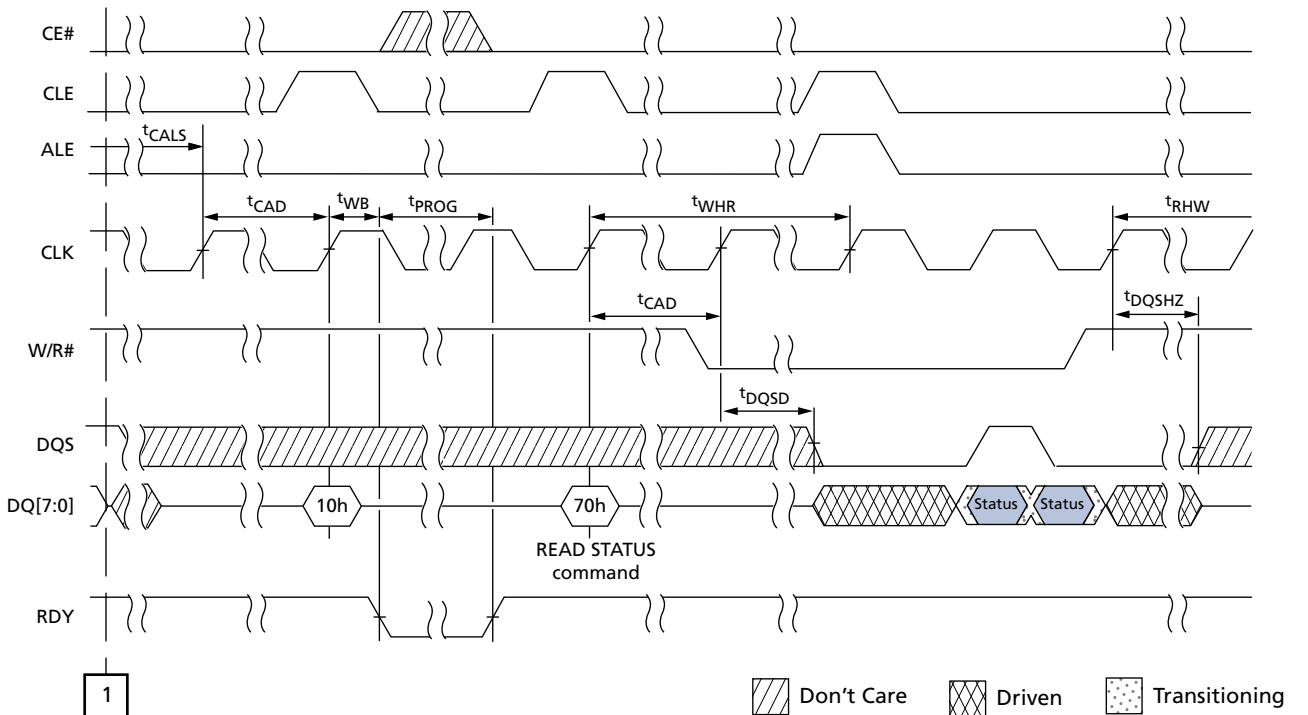 CE#
CLE
tCALS
ALE
tCAD
tWB
tPROG
tWHR
tRHW
CLK
tCAD
tDQSHZ
W/R#
tDQSD
DQS
DQ[7:0]
10h
70h
Status
Status
READ STATUS
command
RDY
1
Don't Care
Driven
Transitioning